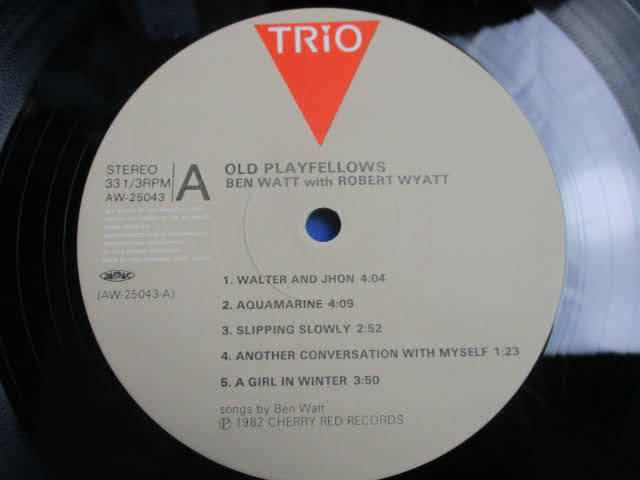 TRiO
STEREO
33 1/3RPM
AW-25043
A
OLD PLAYFELLOWS
BEN WATT with ROBERT WYATT
(AW-25043-A)
1. WALTER AND JHON 4:04
2. AQUAMARINE 4:09
3. SLIPPING SLOWLY 2:52
4. ANOTHER CONVERSATION WITH MYSELF 1:23
5. A GIRL IN WINTER 3:50
songs by Ben Watt
Ⓟ 1982 CHERRY RED RECORDS